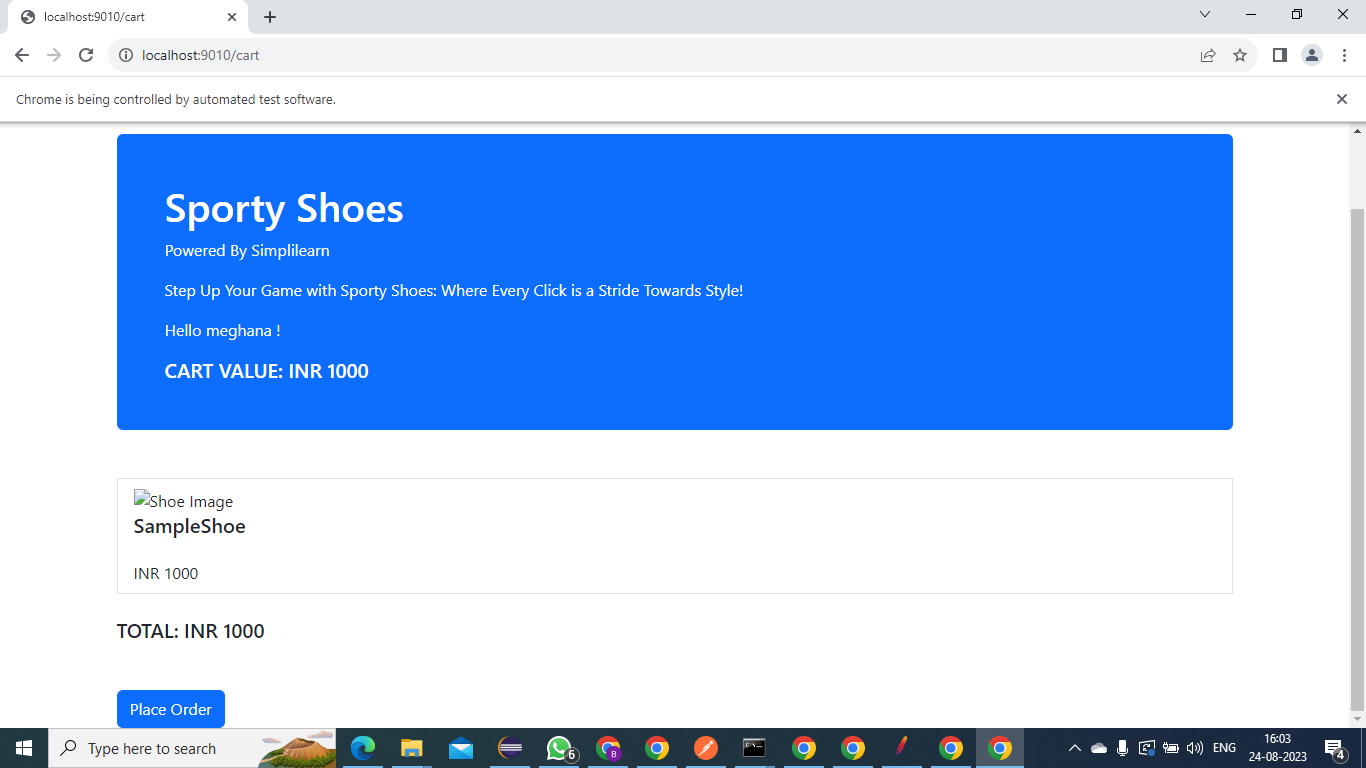 localhost:9010/cart
localhost:9010/cart
Chrome is being controlled by automated test software.
Sporty Shoes
Powered By Simplilearn
Step Up Your Game with Sporty Shoes: Where Every Click is a Stride Towards Style!
Hello meghana !
CART VALUE: INR 1000
Shoe Image
SampleShoe
INR 1000
TOTAL: INR 1000
Place Order
Type here to search
6
B
ENG
16:03
24-08-2023
4